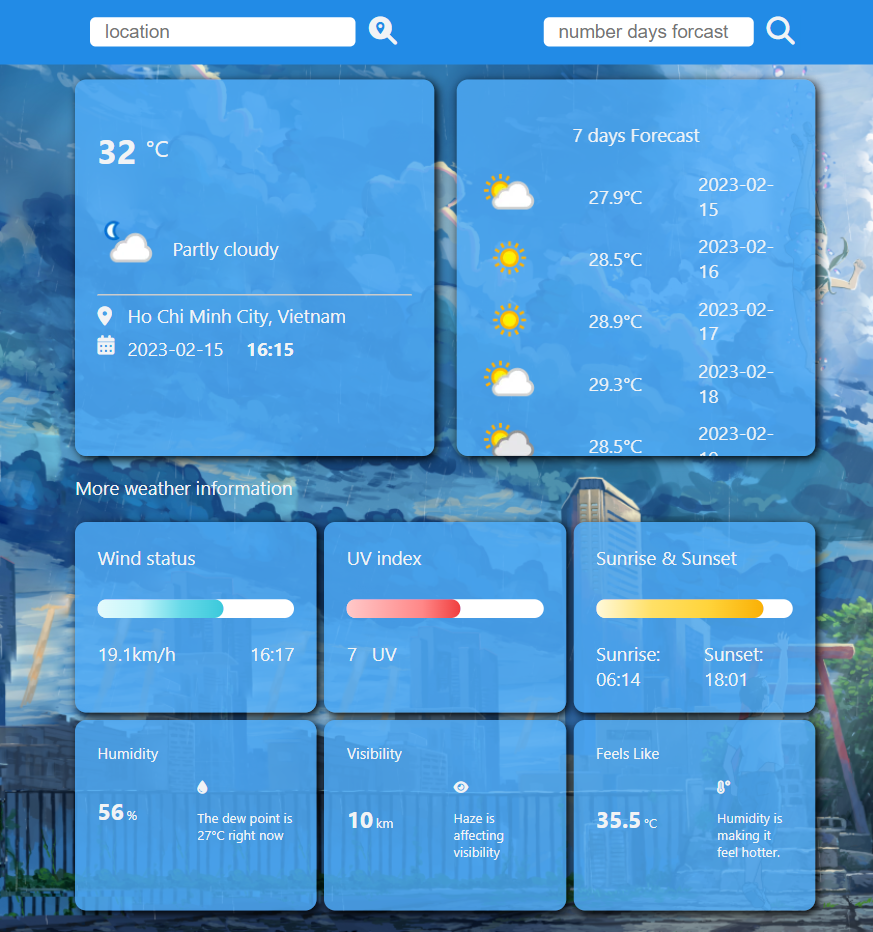 location
number days forcast
32 °C
Partly cloudy
Ho Chi Minh City, Vietnam
2023-02-15 16:15
7 days Forecast
27.9°C 2023-02-
15
28.5°C 2023-02-
16
28.9°C 2023-02-
17
29.3°C 2023-02-
18
28.5°C 2023-02-
More weather information
Wind status
19.1km/h 16:17
UV index
7 UV
Sunrise & Sunset
Sunrise: Sunset:
06:14 18:01
Humidity
56 %
The dew point is
27°C right now
Visibility
10 km
Haze is
affecting
visibility
Feels Like
35.5 °C
Humidity is
making it
feel hotter.